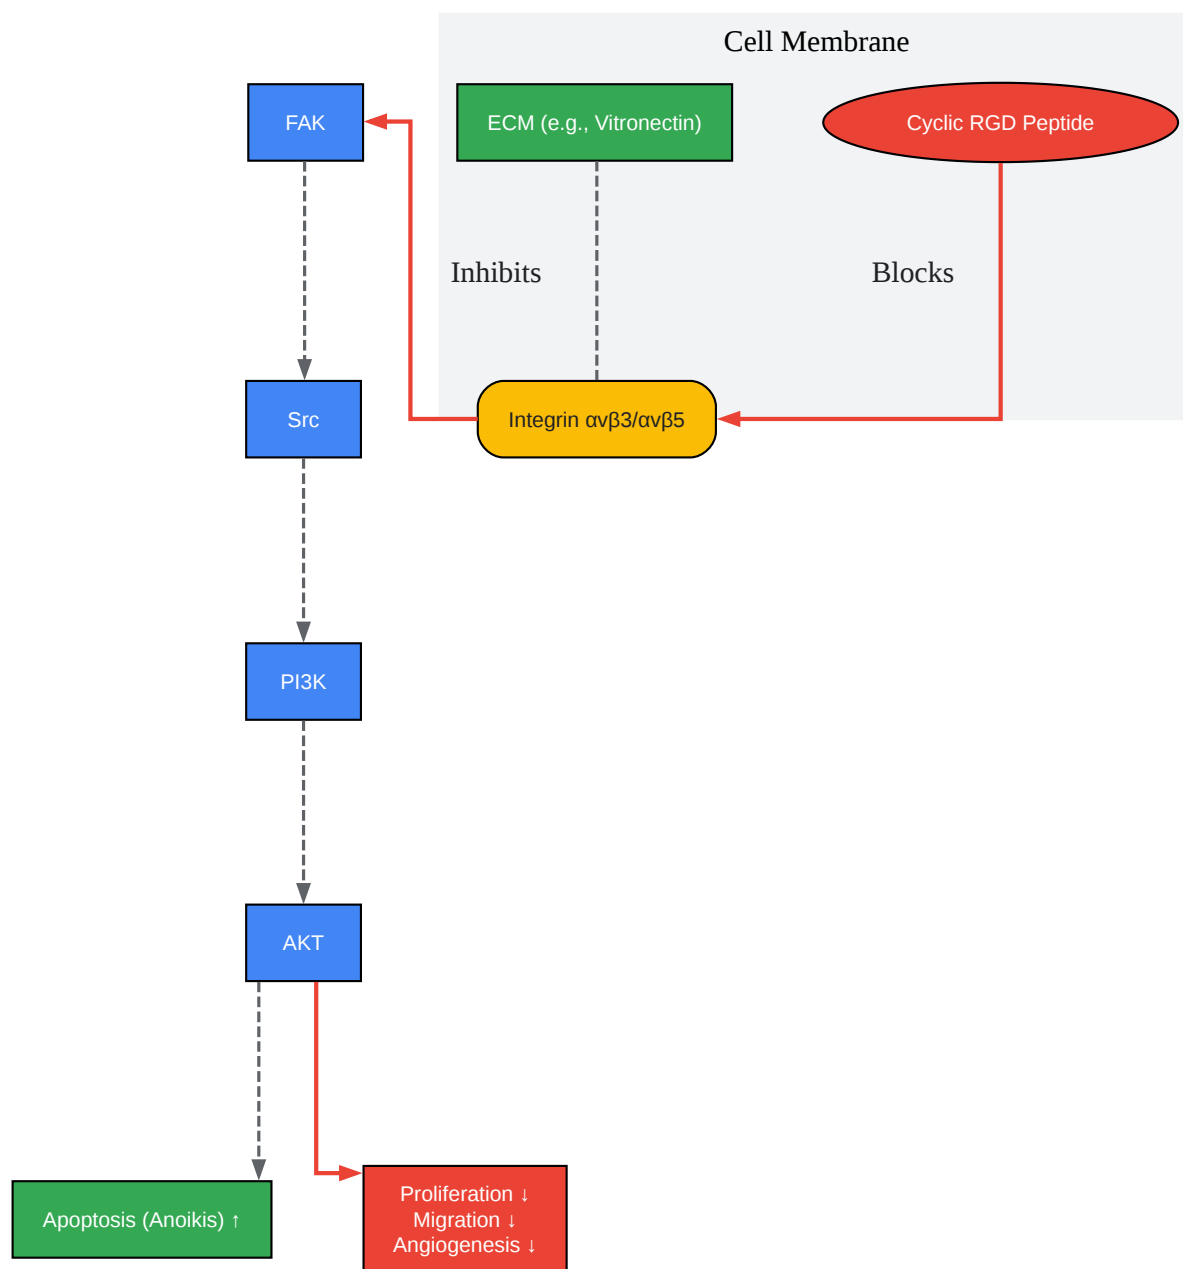 Cell Membrane
FAK
ECM (e.g., Vitronectin)
Cyclic RGD Peptide
Inhibits
Blocks
Src
Integrin αvβ3/αvβ5
PI3K
AKT
Apoptosis (Anoikis) ↑
Proliferation ↓
Migration ↓
Angiogenesis ↓